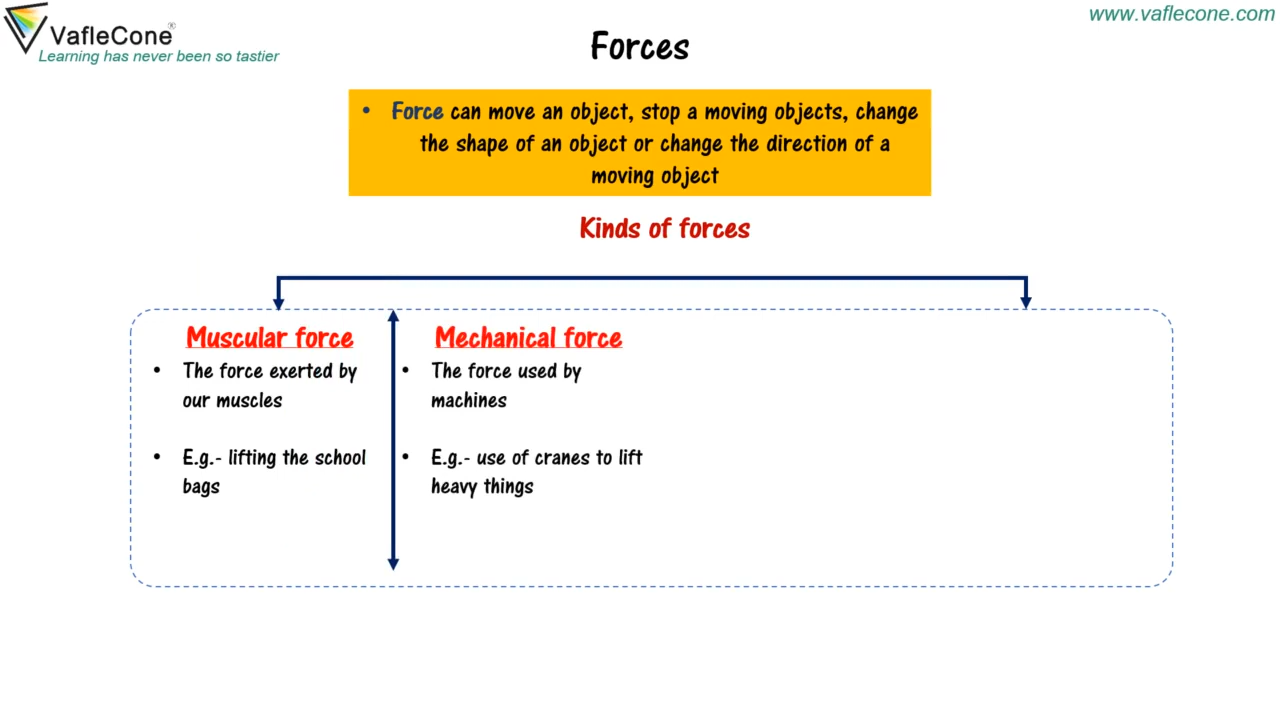 VafleCone®
Learning has never been so tastier
www.vaflecone.com
Forces
• Force can move an object, stop a moving objects, change
the shape of an object or change the direction of a
moving object
Kinds of forces
Muscular force
• The force exerted by
our muscles
• E.g.- lifting the school
bags
Mechanical force
• The force used by
machines
• E.g.- use of cranes to lift
heavy things